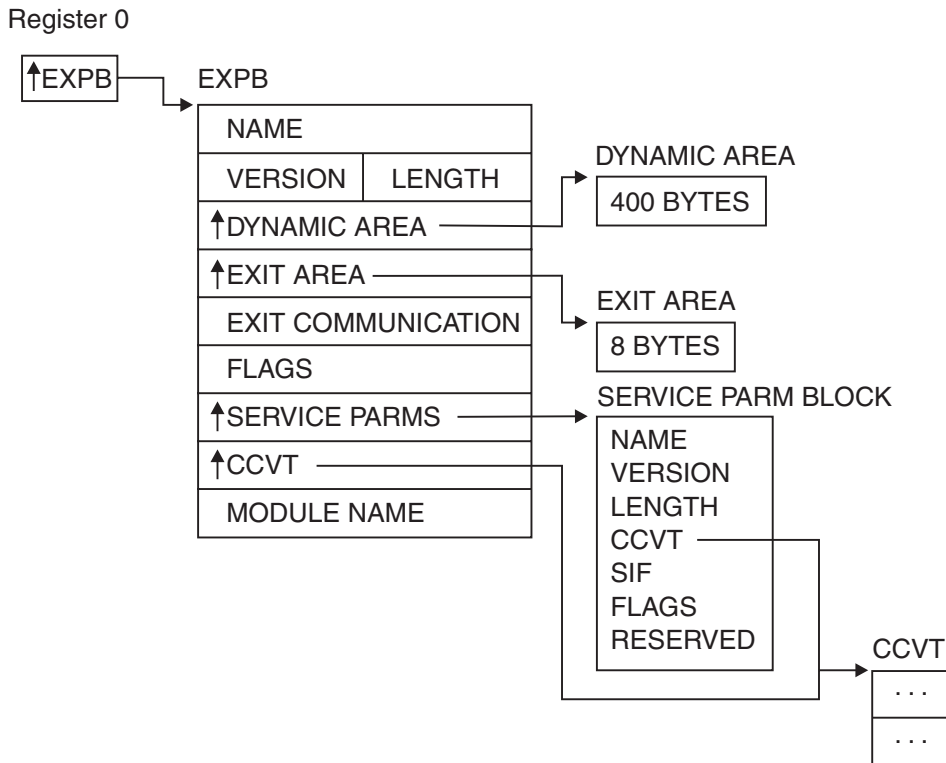 Register 0
↑EXPB
EXPB
NAME
VERSION LENGTH
↑DYNAMIC AREA
↑EXIT AREA
EXIT COMMUNICATION
FLAGS
↑SERVICE PARMS
↑CCVT
MODULE NAME
DYNAMIC AREA
400 BYTES
EXIT AREA
8 BYTES
SERVICE PARM BLOCK
NAME
VERSION
LENGTH
CCVT
SIF
FLAGS
RESERVED
CCVT
. . .
. . .